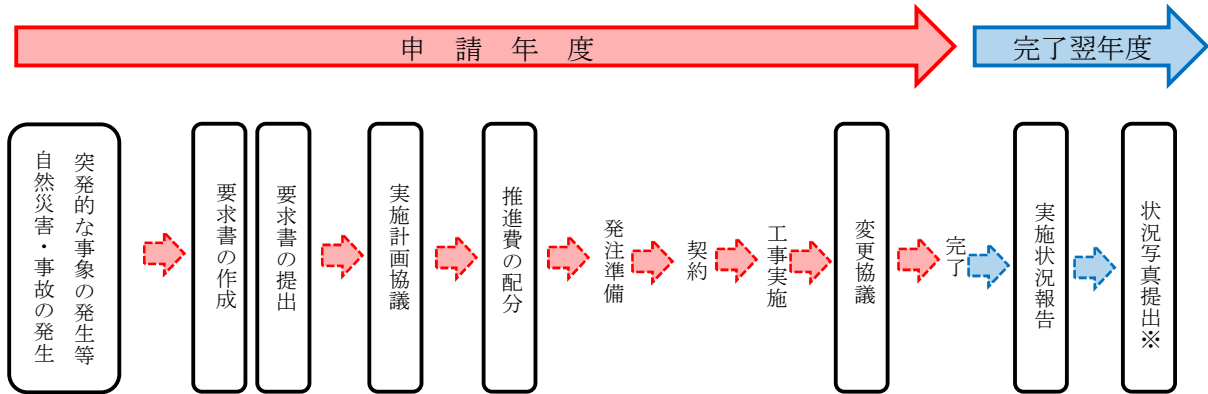 申請年度
完了翌年度
突発的な事象の発生等
自然災害・事故の発生
要求書の作成
要求書の提出
実施計画協議
推進費の配分
発注準備
契約
工事実施
変更協議
完了
実施状況報告
状況写真提出※